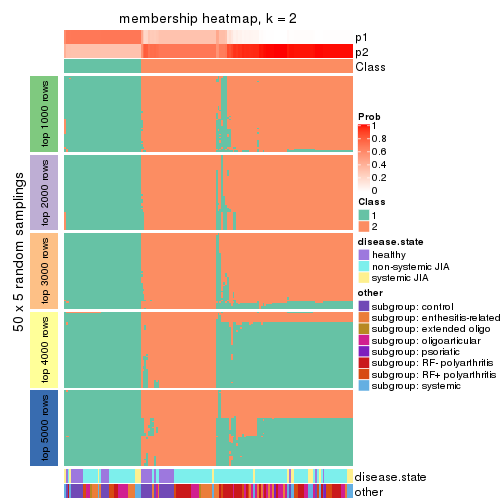 membership heatmap, k = 2
p1
p2
Class
50 x 5 random samplings
top 1000 rows
top 2000 rows
top 3000 rows
top 4000 rows
top 5000 rows
Prob
1
0.8
0.6
0.4
0.2
0
Class
1
2
disease.state
healthy
non-systemic JIA
systemic JIA
other
subgroup: control
subgroup: enthesitis-related
subgroup: extended oligo
subgroup: oligoarticular
subgroup: psoriatic
subgroup: RF- polyarthritis
subgroup: RF+ polyarthritis
subgroup: systemic
disease.state
other